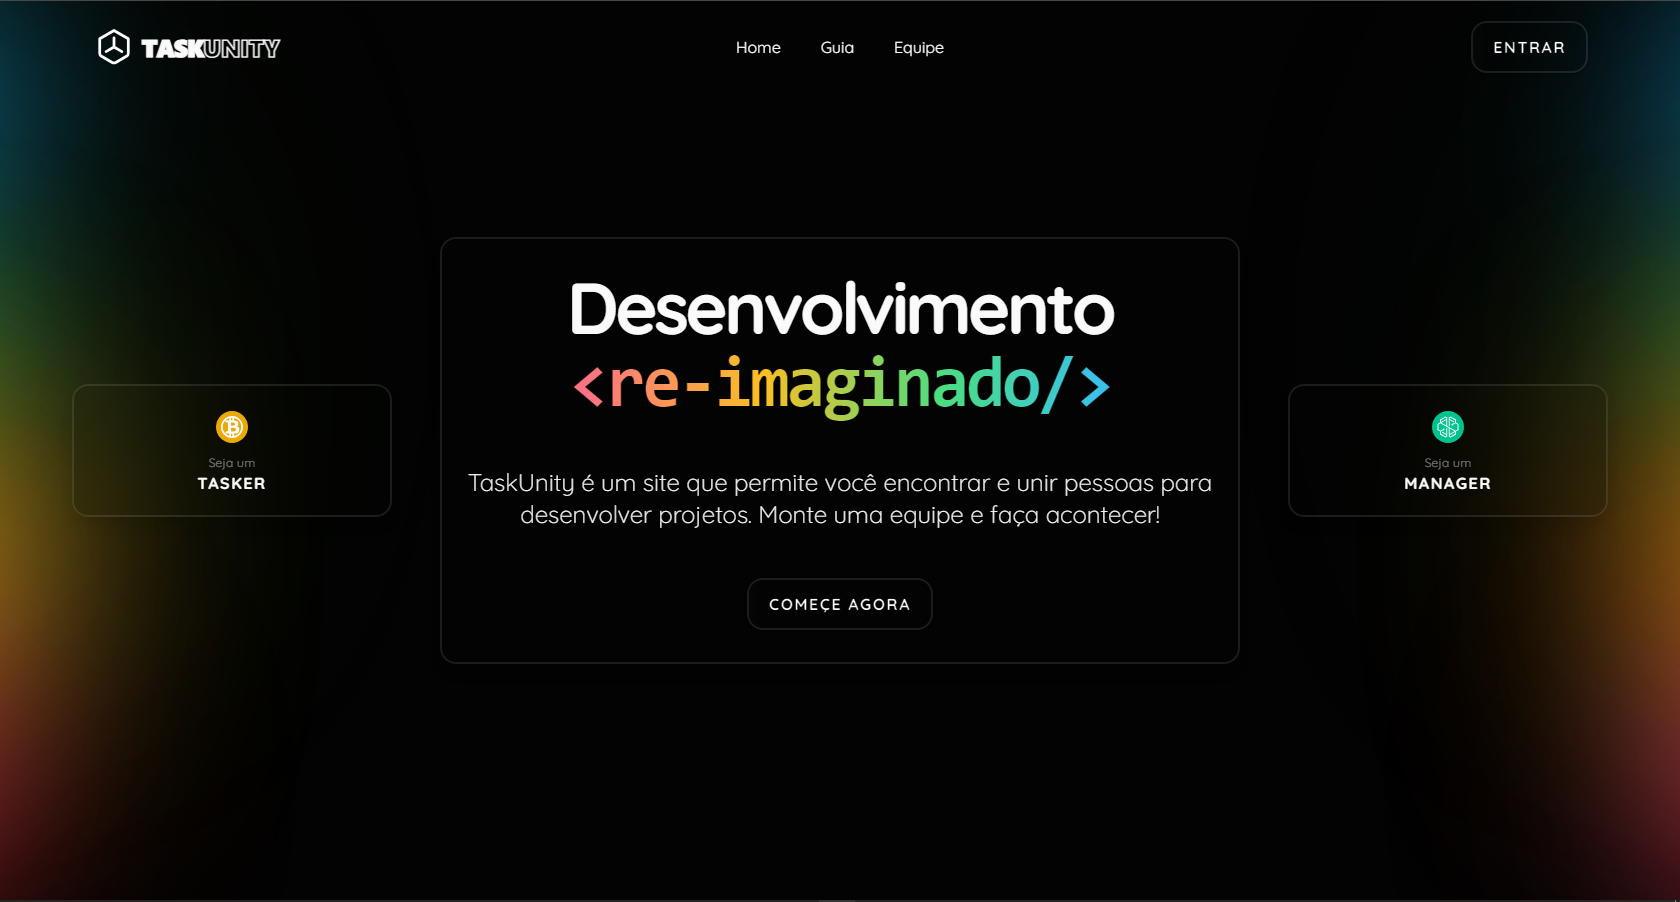 TASKUNITY
Home
Guia
Equipe
ENTRAR
Desenvolvimento
<re-imaginado/>
TaskUnity é um site que permite você encontrar e unir pessoas para
desenvolver projetos. Monte uma equipe e faça acontecer!
COMEÇE AGORA
Seja um
TASKER
Seja um
MANAGER